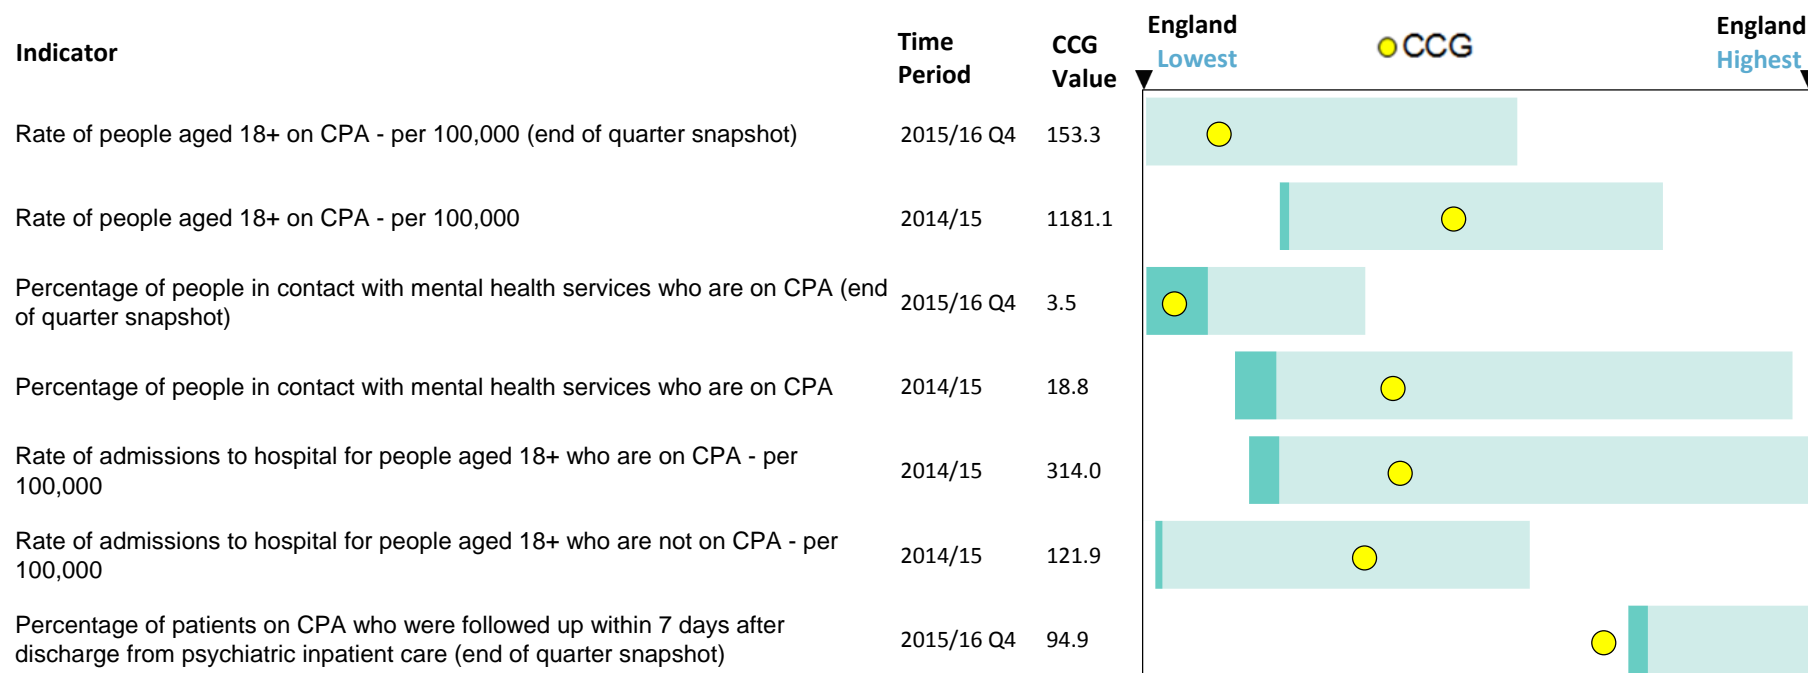 Indicator
Time Period
CCG Value
England Lowest
CCG
England Highest
Rate of people aged 18+ on CPA - per 100,000 (end of quarter snapshot) 2015/16 Q4 153.3
Rate of people aged 18+ on CPA - per 100,000 2014/15 1181.1
Percentage of people in contact with mental health services who are on CPA (end
of quarter snapshot) 2015/16 Q4 3.5
Percentage of people in contact with mental health services who are on CPA 2014/15 18.8
Rate of admissions to hospital for people aged 18+ who are on CPA - per
100,000 2014/15 314.0
Rate of admissions to hospital for people aged 18+ who are not on CPA - per
100,000 2014/15 121.9
Percentage of patients on CPA who were followed up within 7 days after
discharge from psychiatric inpatient care (end of quarter snapshot) 2015/16 Q4 94.9